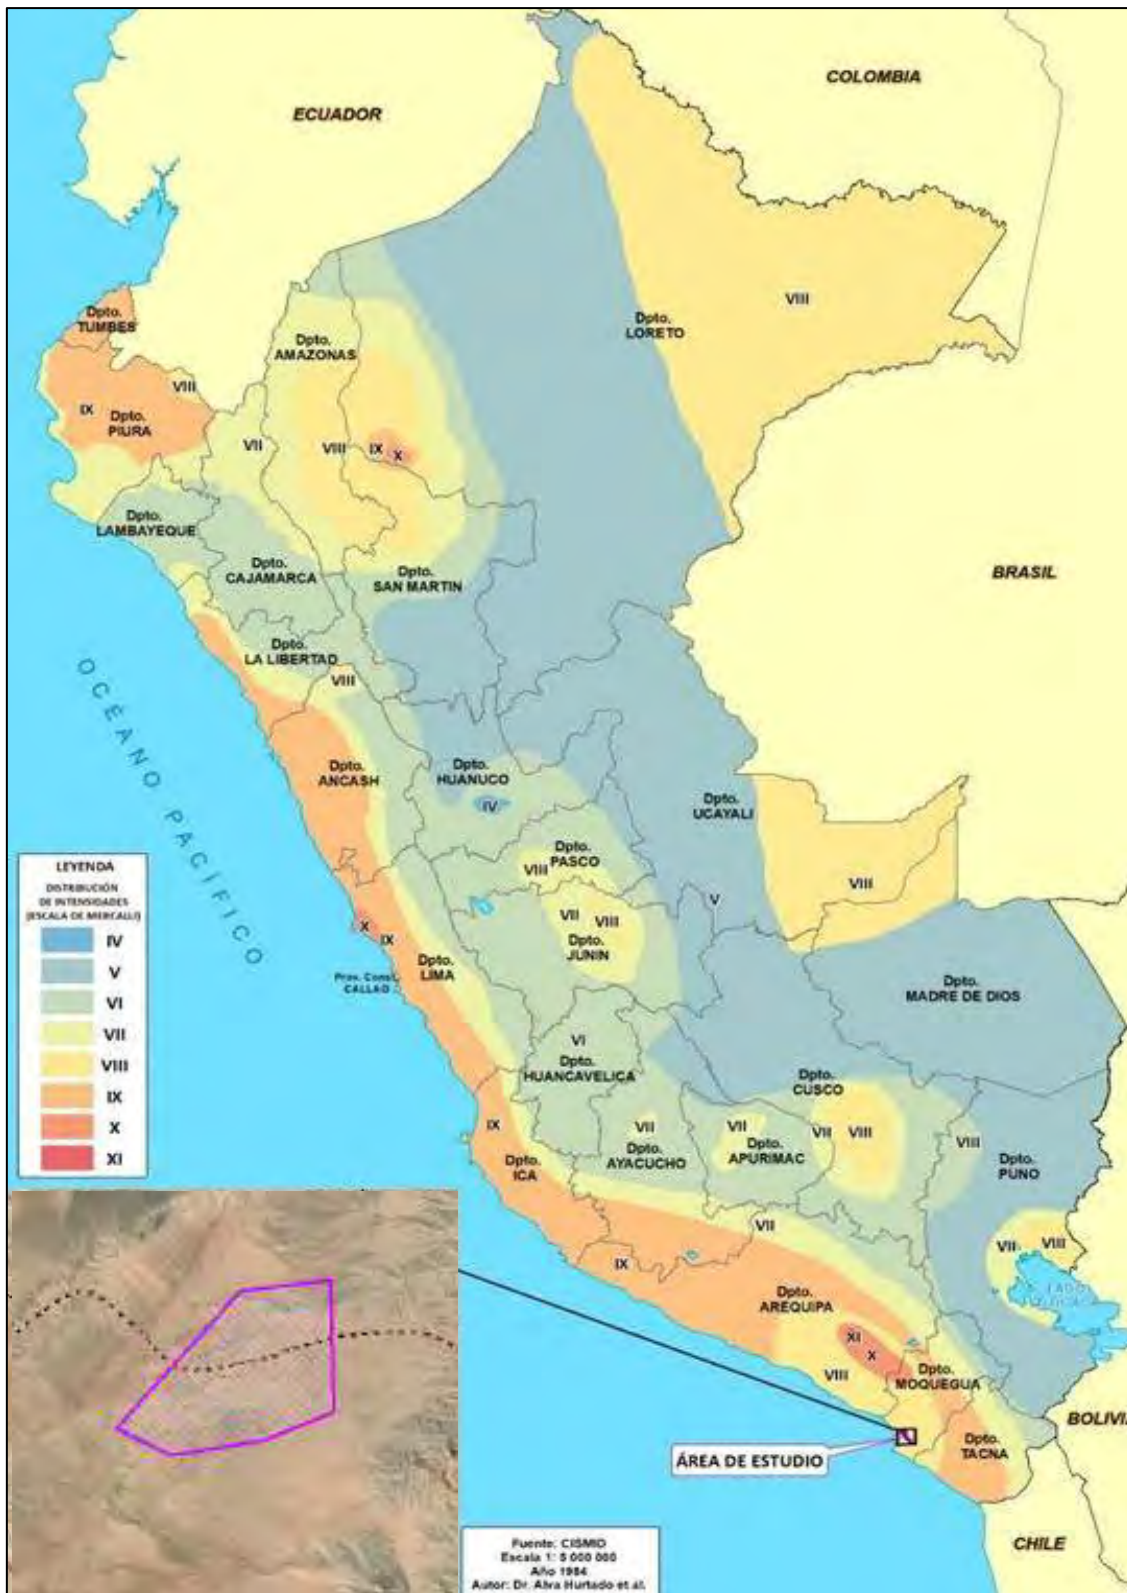 COLOMBIA
ECUADOR
VIII
Dpto.
LORETO
Dpto.
TUMBES
Dpto.
AMAZONAS
VIII
IX
Dpto.
PIURA
VII
VIII
IX
X
Dpto.
LAMBAYEQUE
Dpto.
CAJAMARCA
Dpto.
SAN MARTIN
BRASIL
Dpto.
LA LIBERTAD
VIII
OCÉANO PACÍFICO
Dpto.
ANCASH
Dpto.
HUANUCO
IV
Dpto.
UCAYALI
Dpto.
PASCO
VIII
VIII
V
VII
VIII
Dpto.
JUNIN
X
IX
Dpto.
LIMA
Prov. Const.
CALLAO
Dpto.
MADRE DE DIOS
VI
Dpto.
HUANCAVELICA
Dpto.
CUSCO
IX
VII
VII
VII
VIII
VIII
Dpto.
ICA
Dpto.
AYACUCHO
Dpto.
APURIMAC
Dpto.
PUNO
VII
VII
VIII
IX
LAGO
Dpto.
AREQUIPA
XI
X
VIII
Dpto.
MOQUEGUA
BOLIVI
Dpto.
TACNA
ÁREA DE ESTUDIO
CHILE
LEYENDA
DISTRIBUCIÓN
DE INTENSIDADES
(ESCALA DE MERCALLI)
IV
V
VI
VII
VIII
IX
X
XI
Fuente: CISMID
Escala 1: 5 000 000
Año 1984
Autor: Dr. Alva Hurtado et al.